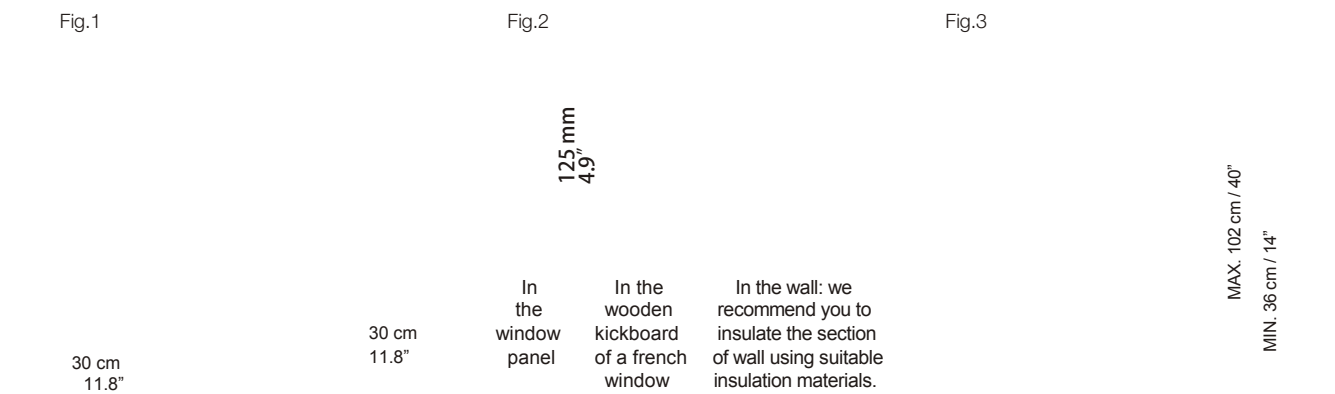 Fig.1
30 cm
11.8”
30 cm
11.8”
Fig.2
125 mm
4.9”
In
the
window
panel
In the
wooden
kickboard
of a french
window
In the wall: we
recommend you to
insulate the section
of wall using suitable
insulation materials.
Fig.3
MAX. 102 cm / 40”
MIN. 36 cm / 14”